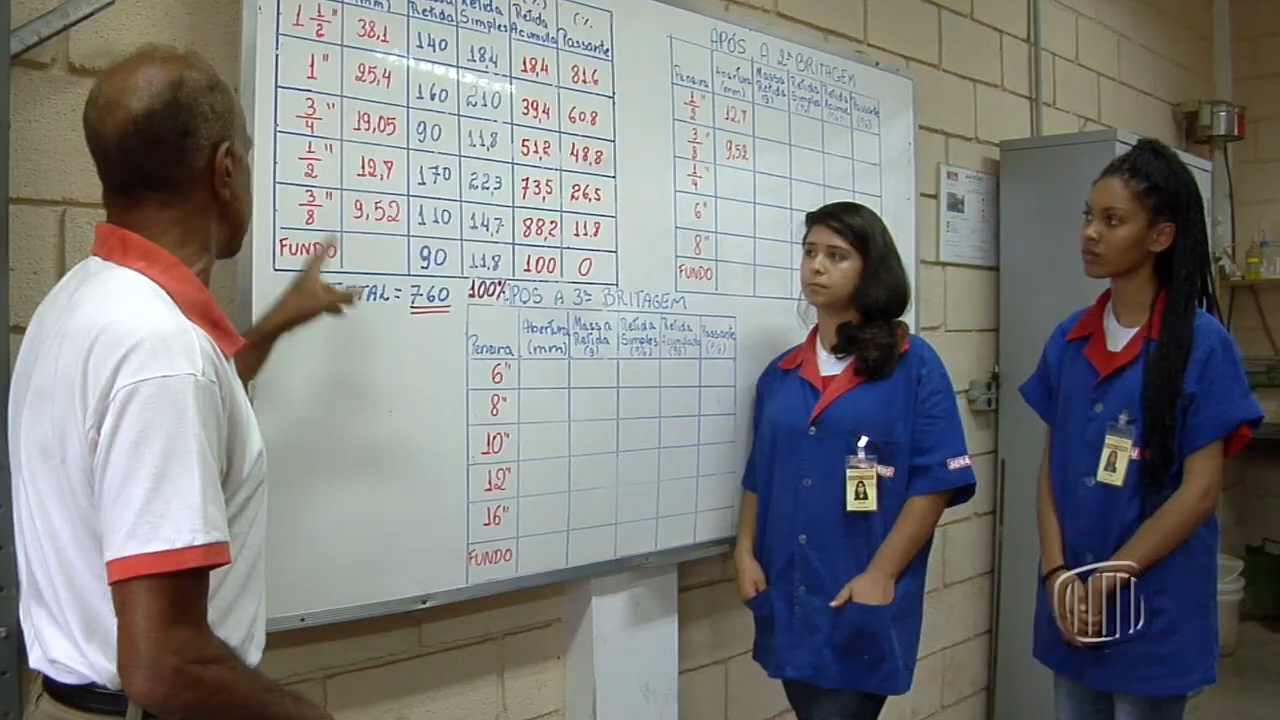 (mm) Retida Retida Simples Retida Acumula (% Passante
1 1/2" 38,1 140 18,4 18,4 81.6
1" 25,4 160 210 39,4 60.8
3/4" 19,05 90 11,8 51,2 48,8
1/2" 12,7 170 22,3 73,5 26,5
3/8" 9,52 110 14,7 88,2 11.8
FUNDO 90 11,8 100 0
TOTAL = 760 100%
APÓS A 2ª BRITAGEM
Peneira Abertura (mm) Massa Retida (g) Retida Simples (%) Retida Acumul (%) Passante (%)
1/2" 12,7
3/8" 9,52
1/4"
6"
8"
FUNDO
APOS A 3ª BRITAGEM
Peneira Abertura (mm) Massa Retida (g) Retida Simples (%) Retida Acumulada (%) Passante (%)
6"
8"
10"
12"
16"
FUNDO